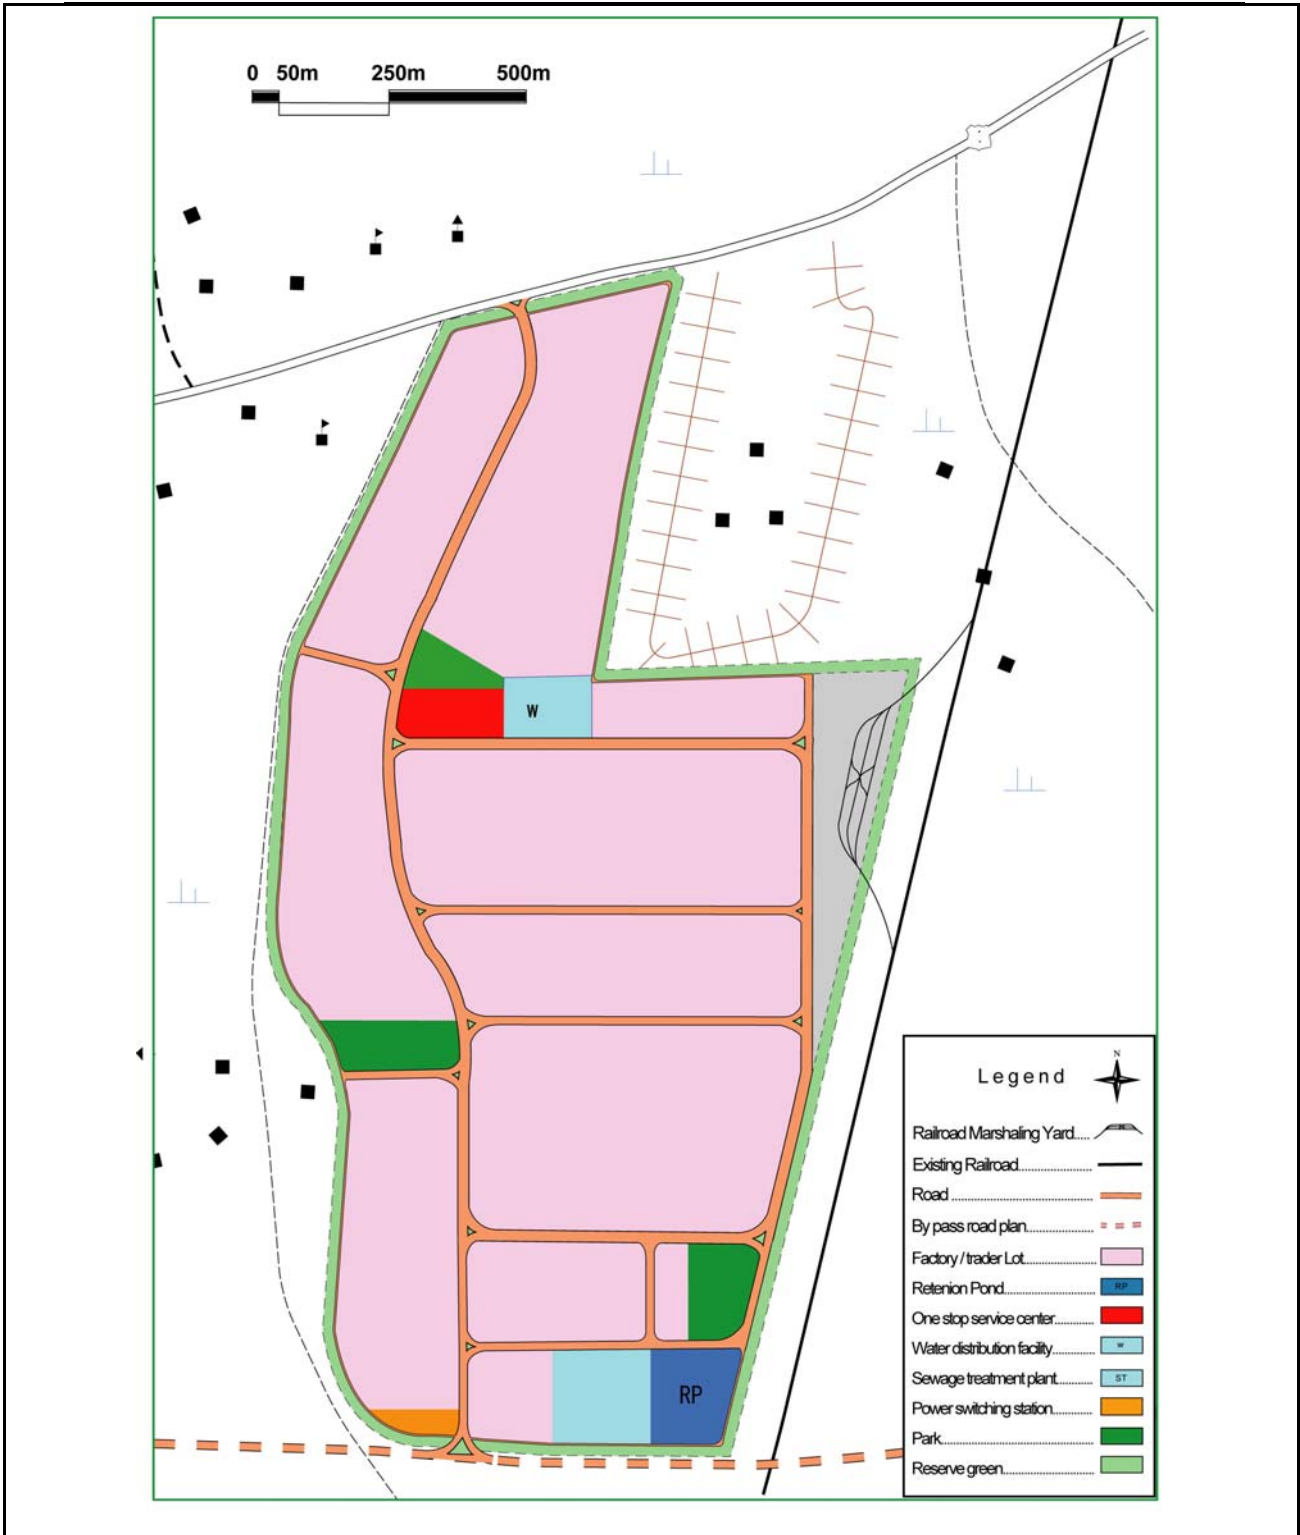 0 50m 250m 500m
W
RP
N
Legend
Railroad Marshaling Yard.....
Existing Railroad.........................
Road ...............................................
By pass road plan......................
Factory / trader Lot.......................
Retenion Pond............................. RP
One stop service center.............
Water distribution facility............. W
Sewage treatment plant............ ST
Power switching station.............
Park..................................................
Reserve green...............................